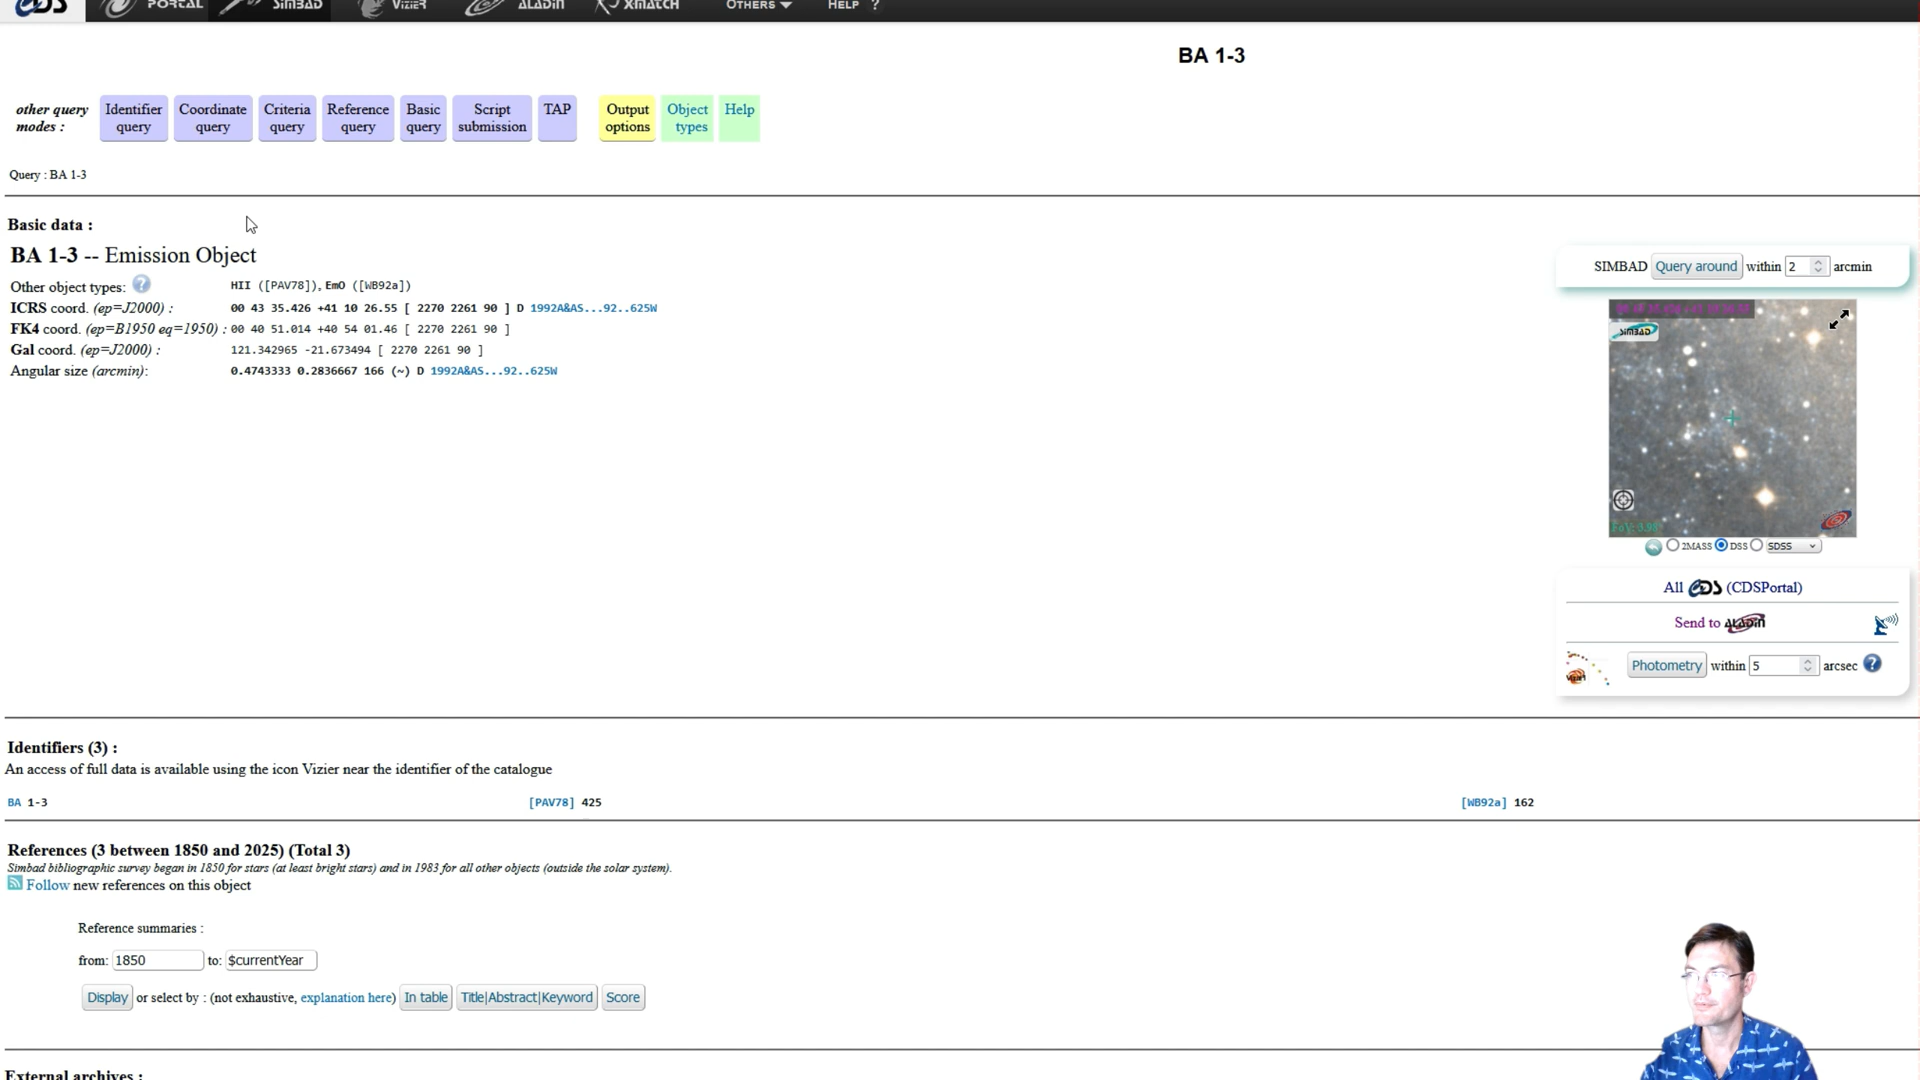 CDS PORTAL SIMBAD VizieR ALADIN XMATCH OTHERS HELP ?
BA 1-3
other query modes :
Identifier query
Coordinate query
Criteria query
Reference query
Basic query
Script submission
TAP
Output options
Object types
Help
Query : BA 1-3
Basic data :
BA 1-3 -- Emission Object
Other object types: ? HII ([PAV78]), EmO ([WB92a])
ICRS coord. (ep=J2000) : 00 43 35.426 +41 10 26.55 [ 2270 2261 90 ] D 1992A&AS...92..625W
FK4 coord. (ep=B1950 eq=1950) : 00 40 51.014 +40 54 01.46 [ 2270 2261 90 ]
Gal coord. (ep=J2000) : 121.342965 -21.673494 [ 2270 2261 90 ]
Angular size (arcmin): 0.4743333 0.2836667 166 (~) D 1992A&AS...92..625W
SIMBAD Query around within 2 arcmin
SIMBAD
FoV: 3.98'
2MASS DSS SDSS
All CDS (CDSPortal)
Send to ALADIN
Photometry within 5 arcsec ?
Identifiers (3) :
An access of full data is available using the icon Vizier near the identifier of the catalogue
BA 1-3 [PAV78] 425 [WB92a] 162
References (3 between 1850 and 2025) (Total 3)
Simbad bibliographic survey began in 1850 for stars (at least bright stars) and in 1983 for all other objects (outside the solar system).
Follow new references on this object
Reference summaries :
from: 1850 to: $currentYear
Display or select by : (not exhaustive, explanation here) In table Title|Abstract|Keyword Score
External archives :